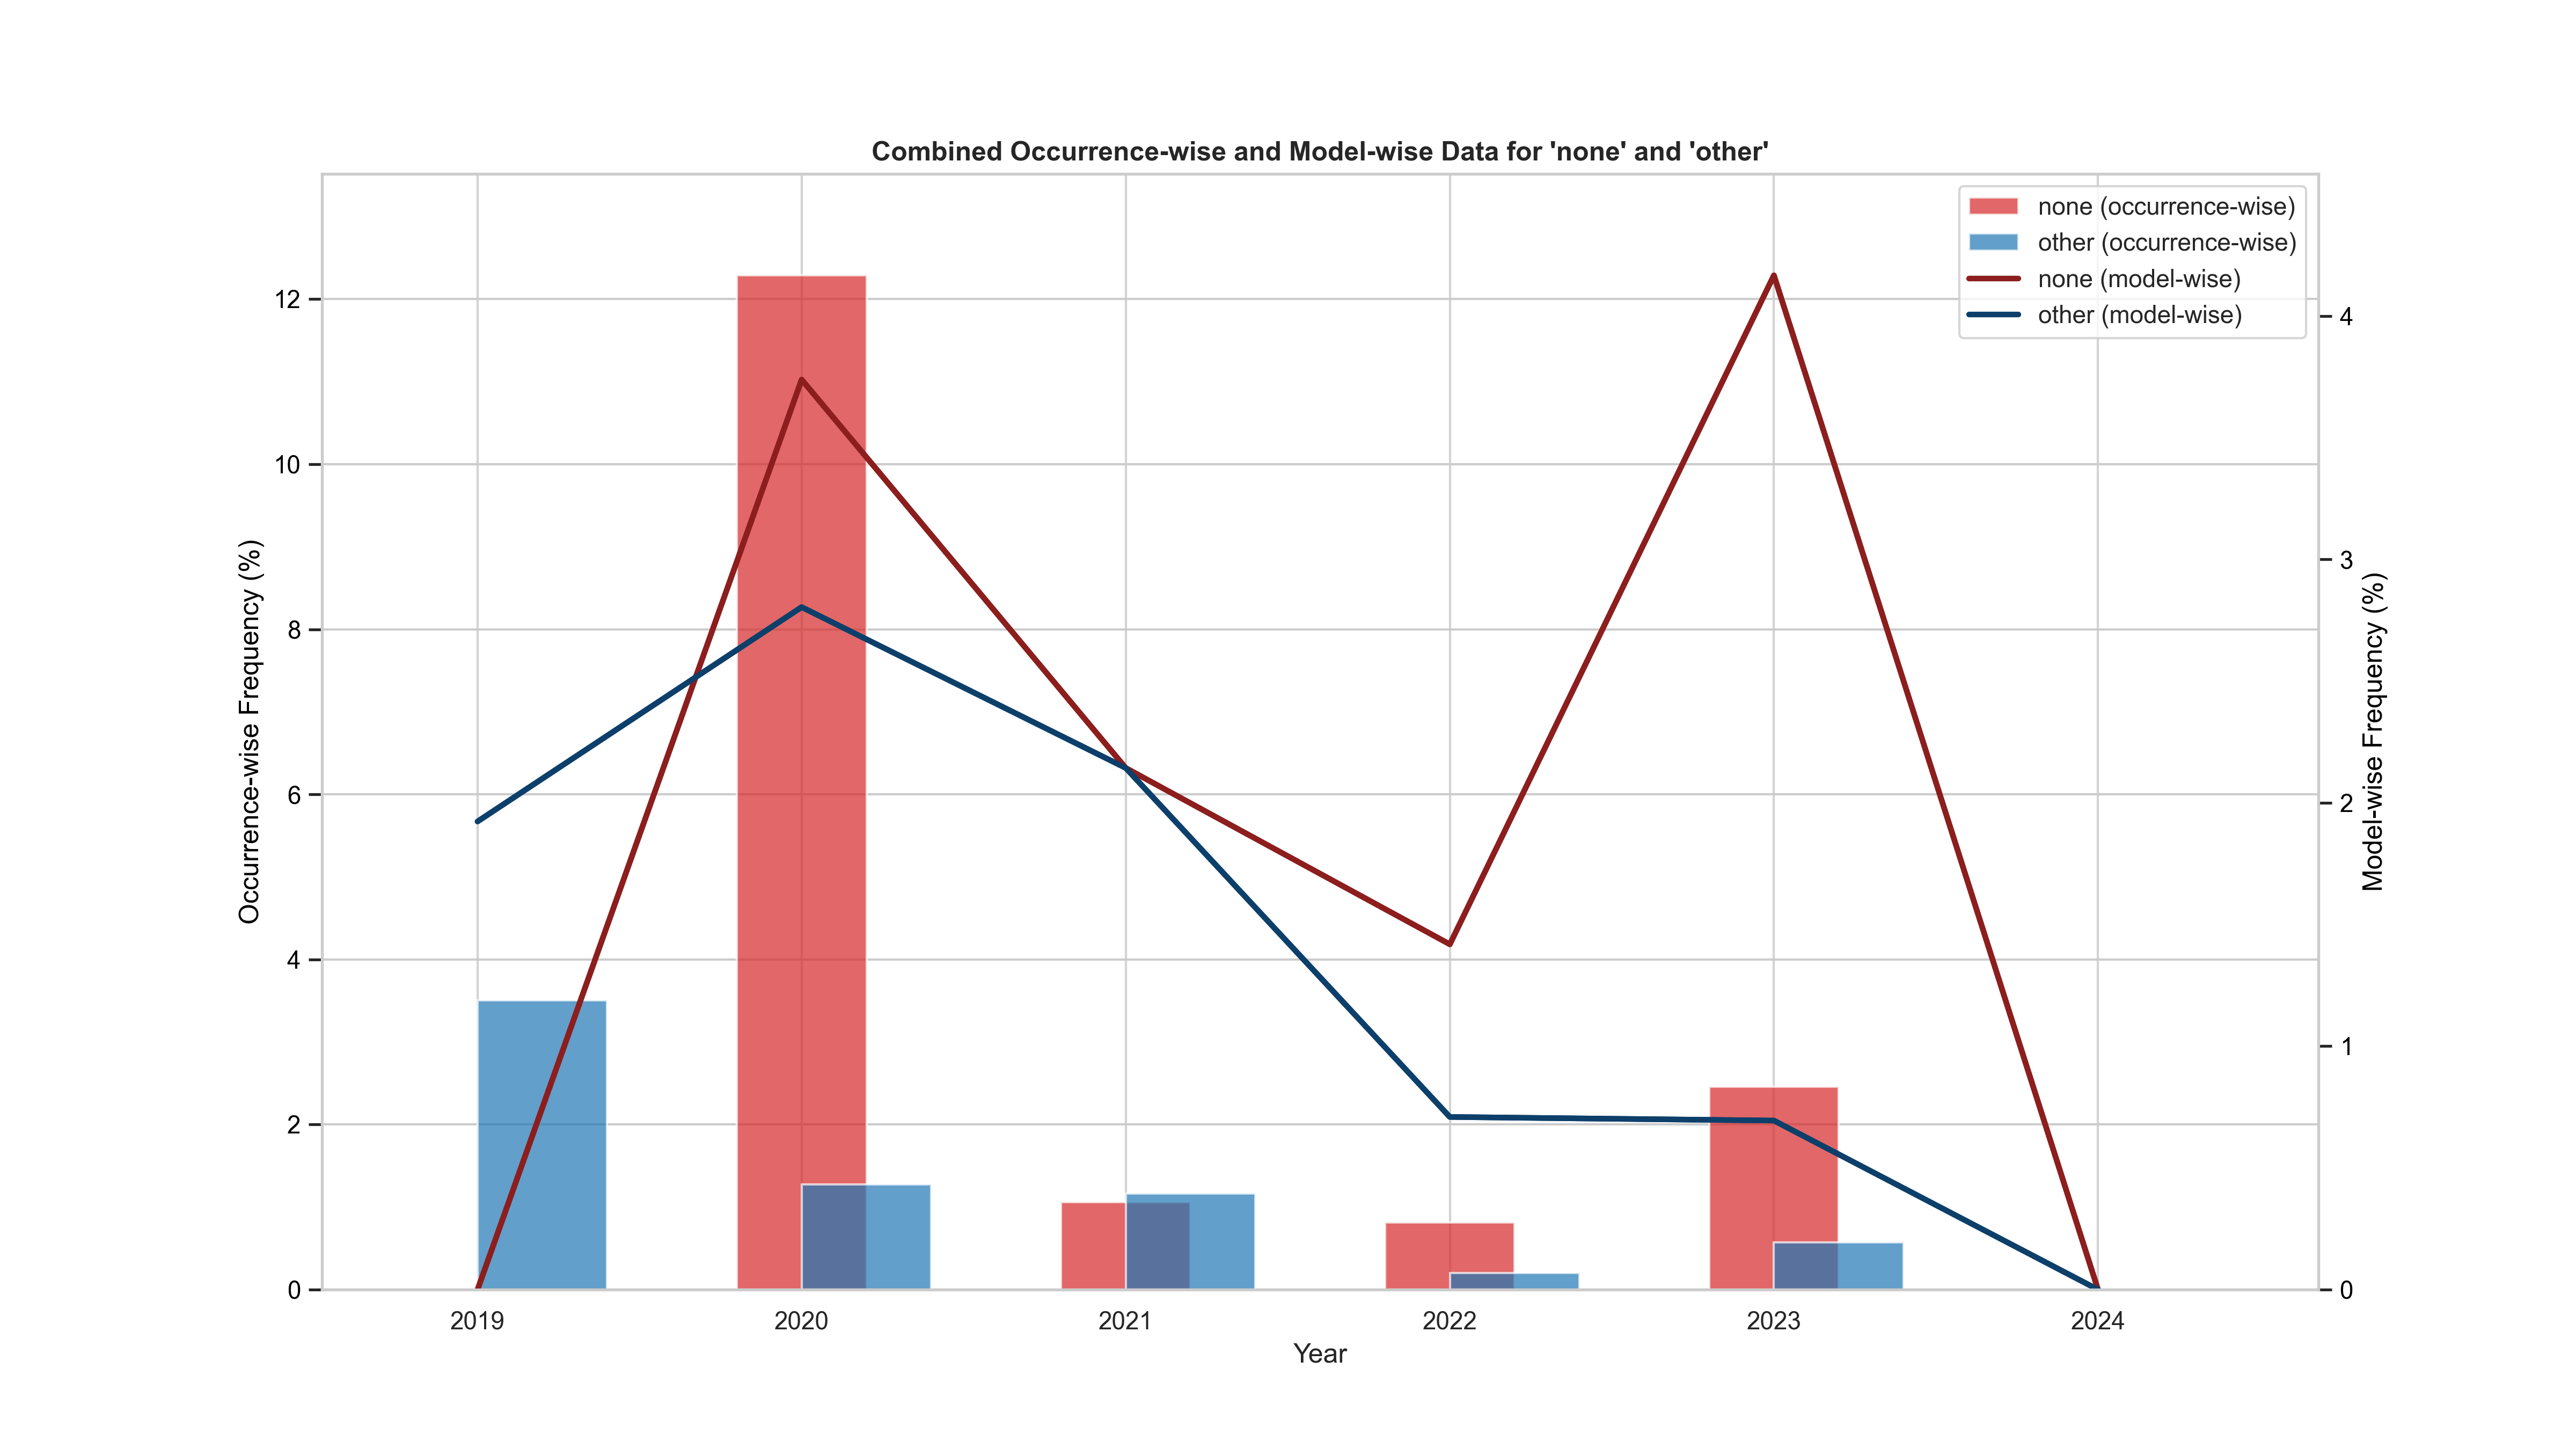 Combined Occurrence-wise and Model-wise Data for 'none' and 'other'
none (occurrence-wise)
other (occurrence-wise)
none (model-wise)
other (model-wise)
Occurrence-wise Frequency (%)
12
10
8
6
4
2
0
Model-wise Frequency (%)
4
3
2
1
0
2019 2020 2021 2022 2023 2024
Year